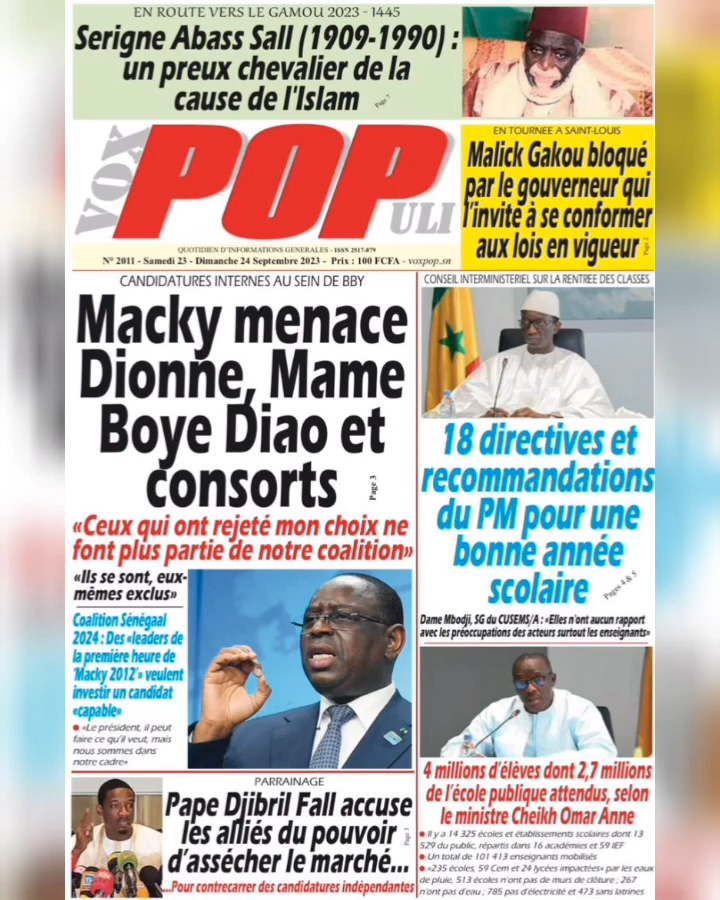 EN ROUTE VERS LE GAMOU 2023 - 1445
Serigne Abass Sall (1909-1990) :
un preux chevalier de la
cause de l'Islam
Page 7
VOX
POP
ULI
QUOTIDIEN D'INFORMATIONS GENERALES - ISSN 2517-879
N° 2011 - Samedi 23 - Dimanche 24 Septembre 2023 - Prix : 100 FCFA - voxpop.sn
EN TOURNEE A SAINT-LOUIS
Malick Gakou bloqué
par le gouverneur qui
l'invite à se conformer
aux lois en vigueur
Page 2
CANDIDATURES INTERNES AU SEIN DE BBY
Macky menace
Dionne, Mame
Boye Diao et
consorts
Page 3
«Ceux qui ont rejeté mon choix ne
font plus partie de notre coalition»
«Ils se sont, eux-
mêmes exclus»
Coalition Sénégaal
2024 : Des «leaders de
la première heure de
'Macky 2012'» veulent
investir un candidat
«capable»
● «Le président, il peut
faire ce qu'il veut, mais
nous sommes dans
notre cadre»
PARRAINAGE
Pape Djibril Fall accuse
les alliés du pouvoir
d'assécher le marché...
Page 3
...Pour contrecarrer des candidatures indépendantes
CONSEIL INTERMINISTERIEL SUR LA RENTREE DES CLASSES
18 directives et
recommandations
du PM pour une
bonne année
scolaire
Pages 4 & 5
Dame Mbodji, SG du CUSEMS/A : «Elles n'ont aucun rapport
avec les préoccupations des acteurs surtout les enseignants»
4 millions d'élèves dont 2,7 millions
de l'école publique attendus, selon
le ministre Cheikh Omar Anne
● Il y a 14 325 écoles et établissements scolaires dont 13
529 du public, répartis dans 16 académies et 59 IEF
● Un total de 101 413 enseignants mobilisés
● «235 écoles, 59 Cem et 24 lycées impactées» par les eaux
de pluie, 513 écoles n'ont pas de murs de clôture ; 267
n'ont pas d'eau ; 785 pas d'électricité et 473 sans latrines